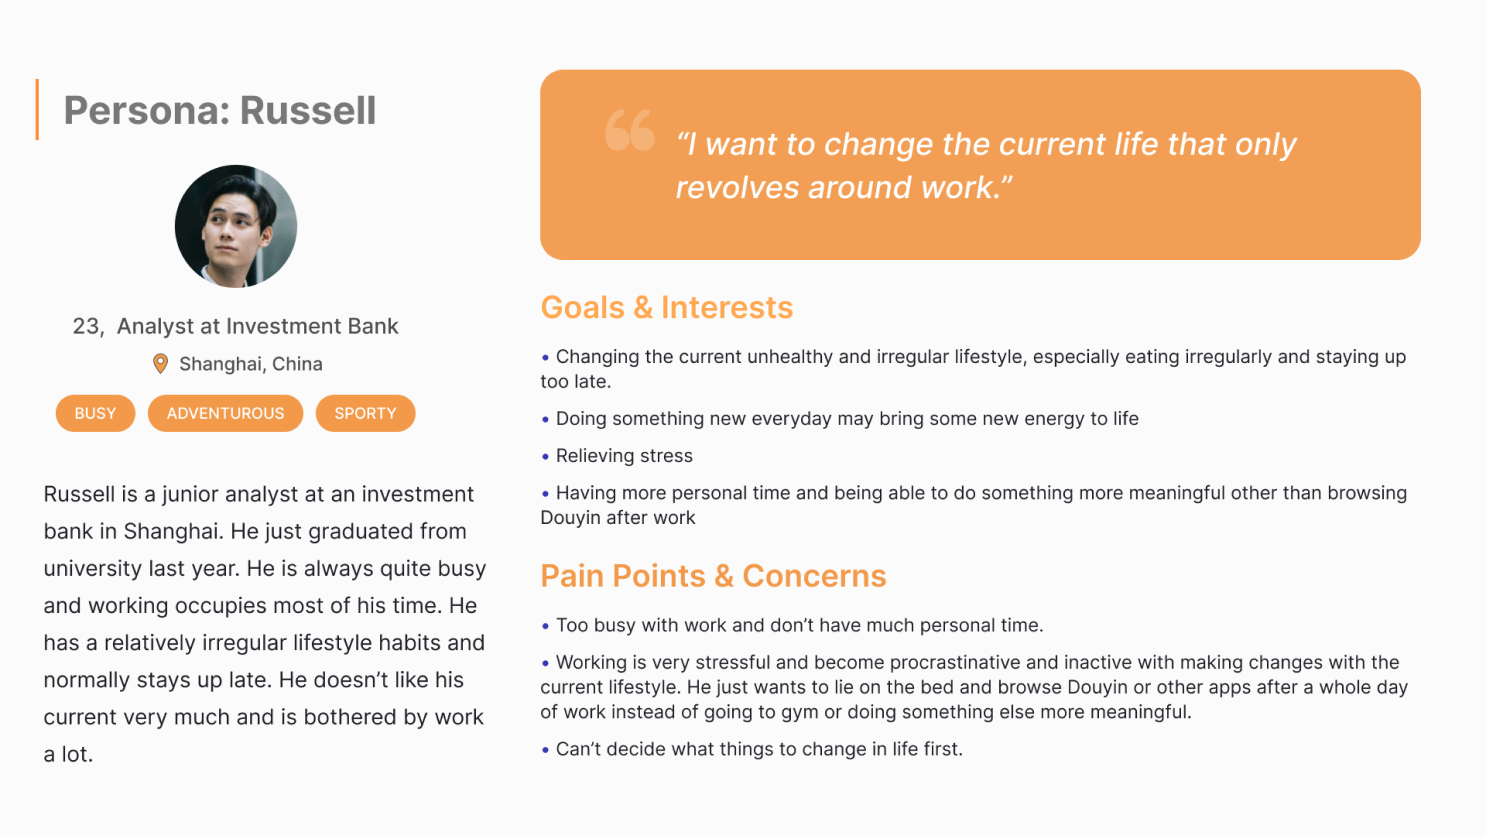 Persona: Russell
23, Analyst at Investment Bank
Shanghai, China
BUSY ADVENTUROUS SPORTY
Russell is a junior analyst at an investment
bank in Shanghai. He just graduated from
university last year. He is always quite busy
and working occupies most of his time. He
has a relatively irregular lifestyle habits and
normally stays up late. He doesn’t like his
current very much and is bothered by work
a lot.
“I want to change the current life that only
revolves around work.”
Goals & Interests
• Changing the current unhealthy and irregular lifestyle, especially eating irregularly and staying up
too late.
• Doing something new everyday may bring some new energy to life
• Relieving stress
• Having more personal time and being able to do something more meaningful other than browsing
Douyin after work
Pain Points & Concerns
• Too busy with work and don’t have much personal time.
• Working is very stressful and become procrastinative and inactive with making changes with the
current lifestyle. He just wants to lie on the bed and browse Douyin or other apps after a whole day
of work instead of going to gym or doing something else more meaningful.
• Can’t decide what things to change in life first.